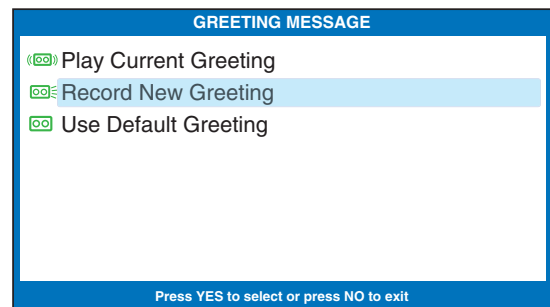 GREETING MESSAGE
Play Current Greeting
Record New Greeting
Use Default Greeting
Press YES to select or press NO to exit